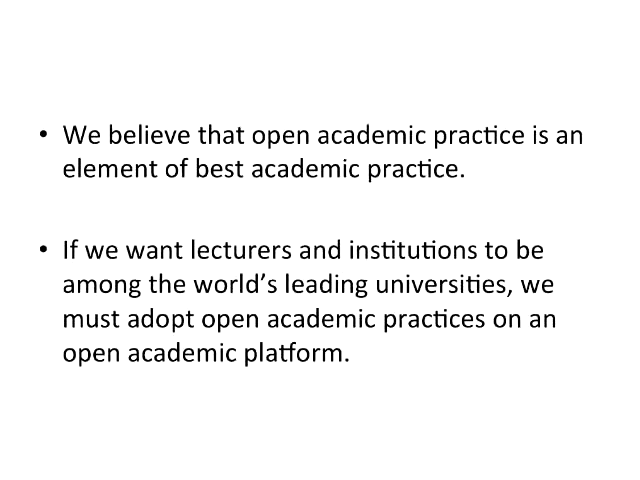 • We believe that open academic practice is an
element of best academic practice.
• If we want lecturers and institutions to be
among the world’s leading universities, we
must adopt open academic practices on an
open academic platform.